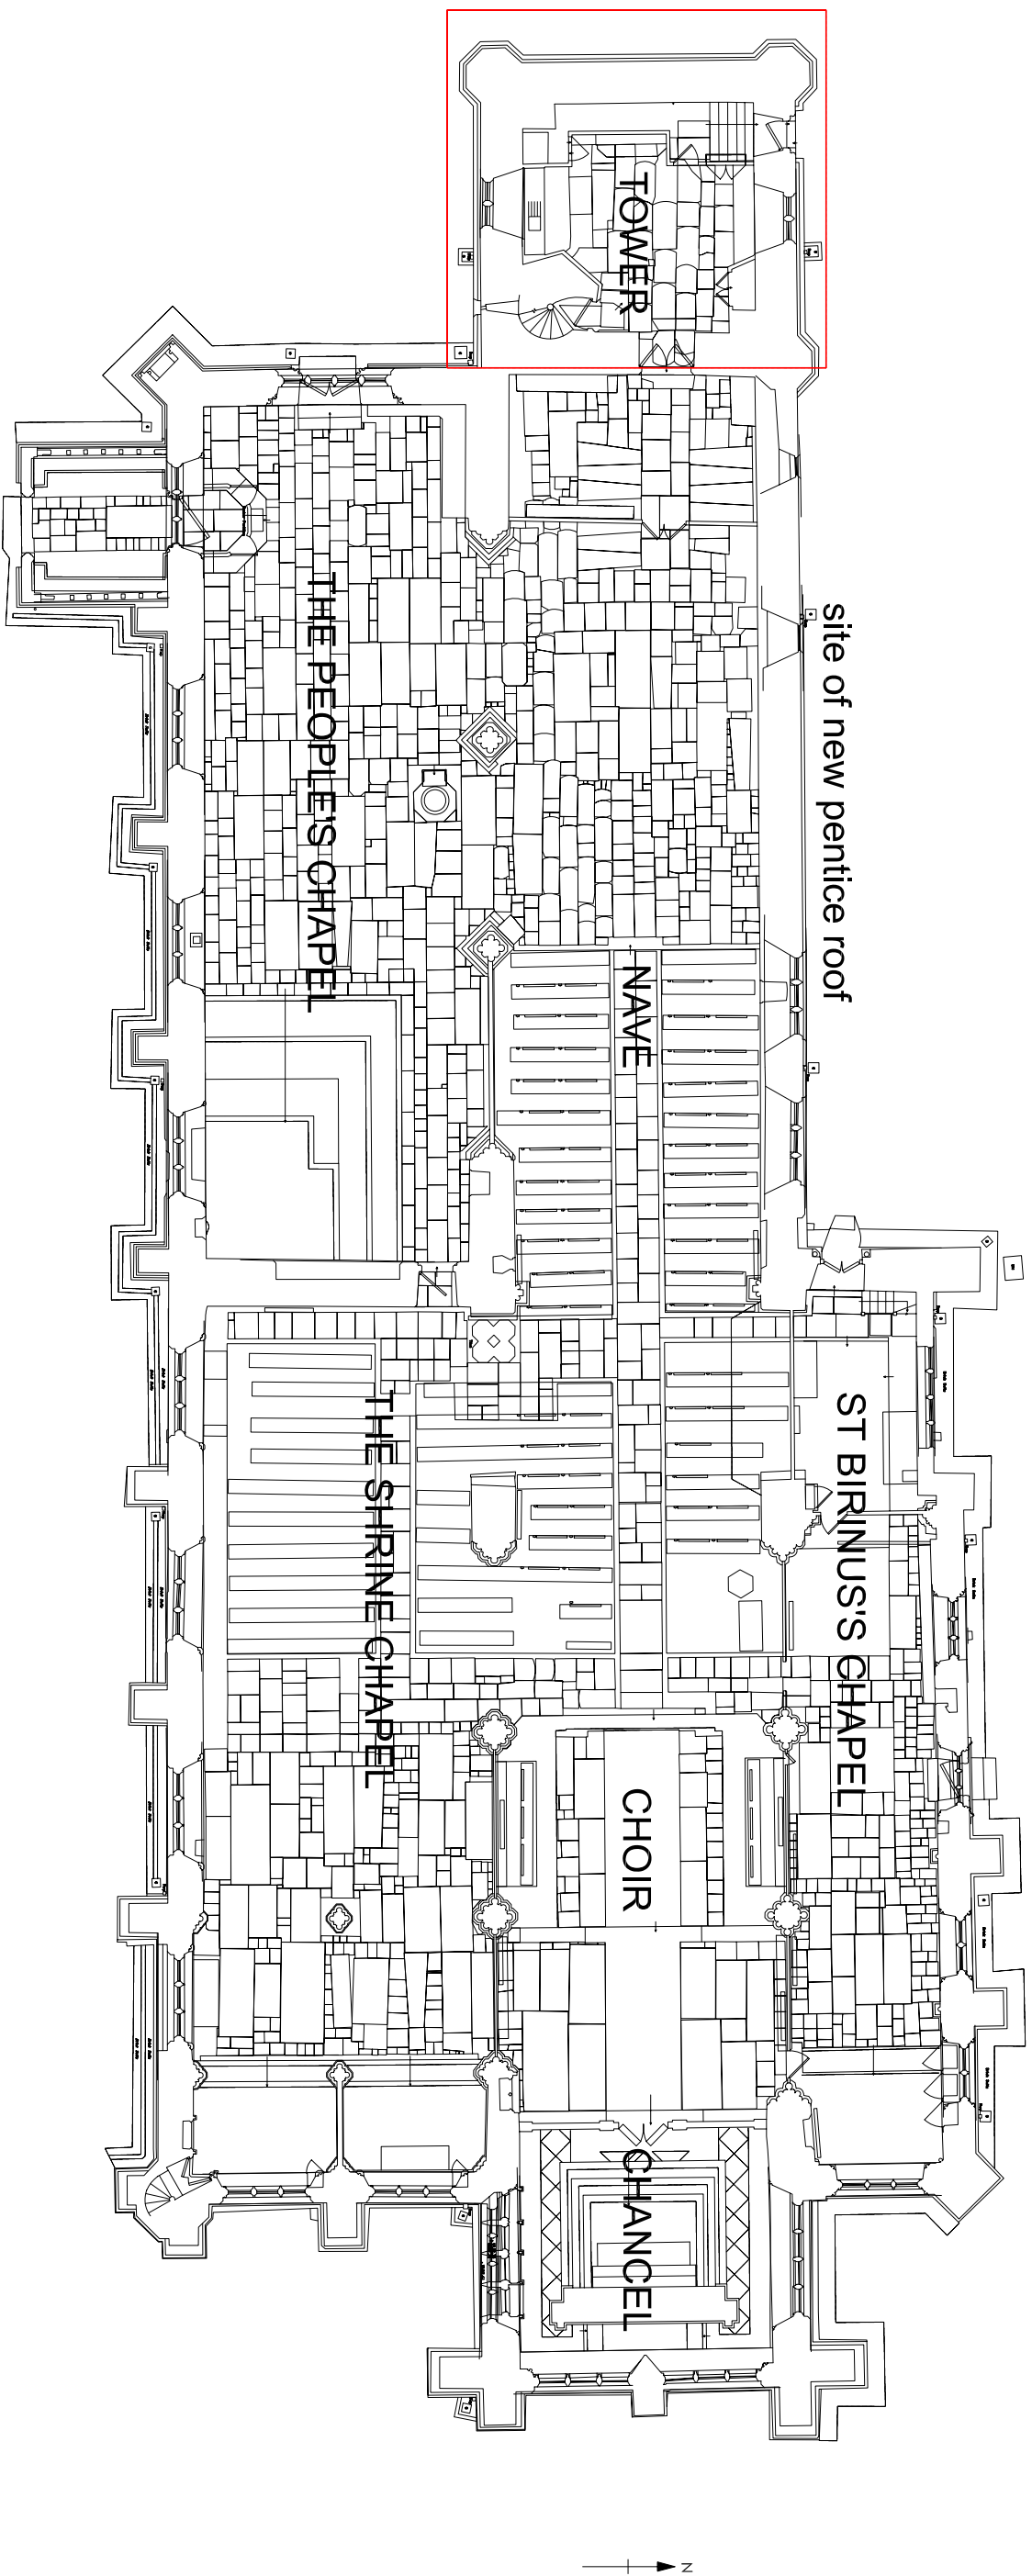 TOWER
site of new pentice roof
THE PEOPLE'S CHAPEL
NAVE
ST BIRINUS'S CHAPEL
THE SHRINE CHAPEL
CHOIR
CHANCEL
N